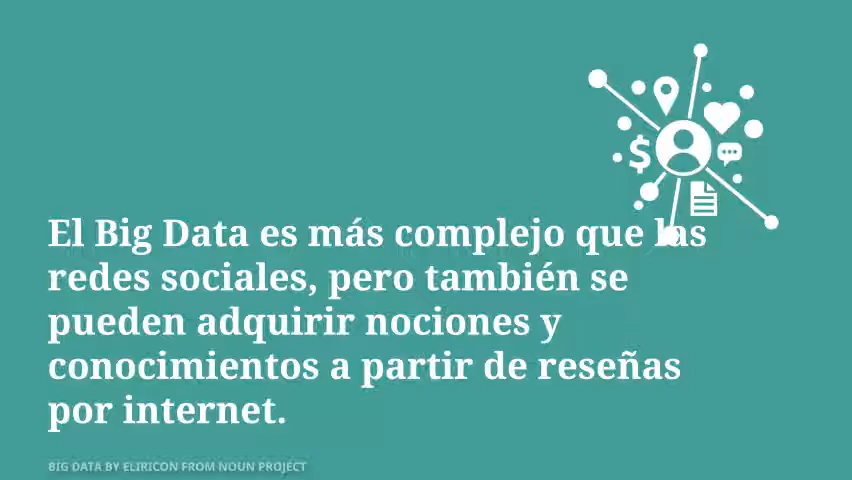 El Big Data es más complejo que las
redes sociales, pero también se
pueden adquirir nociones y
conocimientos a partir de reseñas
por internet.
BIG DATA BY ELIRICON FROM NOUN PROJECT